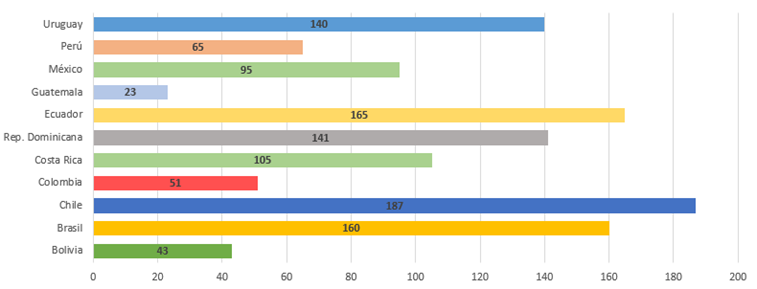 Uruguay 140
Perú 65
México 95
Guatemala 23
Ecuador 165
Rep. Dominicana 141
Costa Rica 105
Colombia 51
Chile 187
Brasil 160
Bolivia 43
0 20 40 60 80 100 120 140 160 180 200